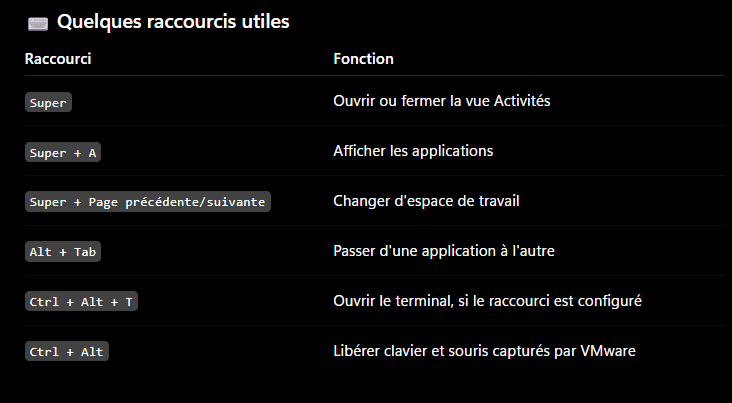 Quelques raccourcis utiles
Raccourci Fonction
Super Ouvrir ou fermer la vue Activités
Super + A Afficher les applications
Super + Page précédente/suivante Changer d'espace de travail
Alt + Tab Passer d'une application à l'autre
Ctrl + Alt + T Ouvrir le terminal, si le raccourci est configuré
Ctrl + Alt Libérer clavier et souris capturés par VMware